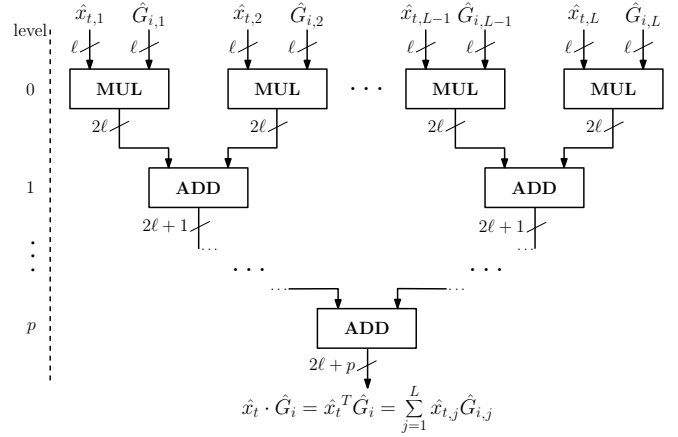 level
x̂_{t,1} Ĝ_{i,1} x̂_{t,2} Ĝ_{i,2} x̂_{t,L−1} Ĝ_{i,L−1} x̂_{t,L} Ĝ_{i,L}
ℓ ℓ ℓ ℓ ℓ ℓ ℓ ℓ
0 MUL MUL · · · MUL MUL
2ℓ 2ℓ 2ℓ 2ℓ
1 ADD ADD
2ℓ + 1 2ℓ + 1
... ...
⋮ · · · · · ·
... ...
p ADD
2ℓ + p
x̂_t · Ĝ_i = x̂_t^T Ĝ_i = ∑_{j=1}^{L} x̂_{t,j} Ĝ_{i,j}